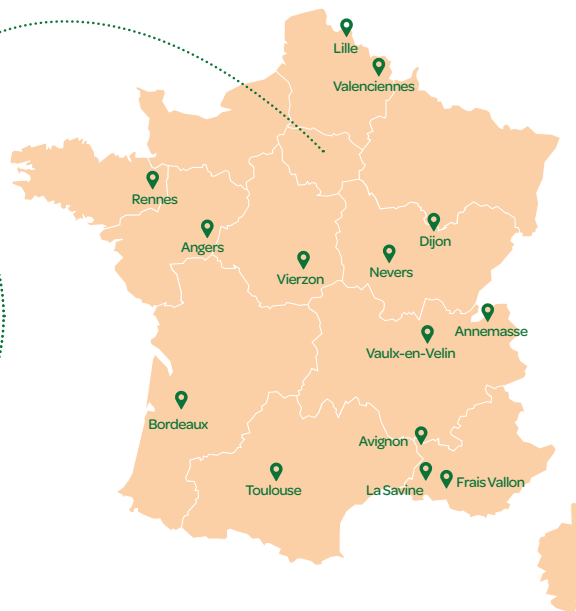 Lille
Valenciennes
Rennes
Angers
Dijon
Vierzon
Nevers
Annemasse
Vaulx-en-Velin
Bordeaux
Avignon
Toulouse
La Savine
Frais Vallon